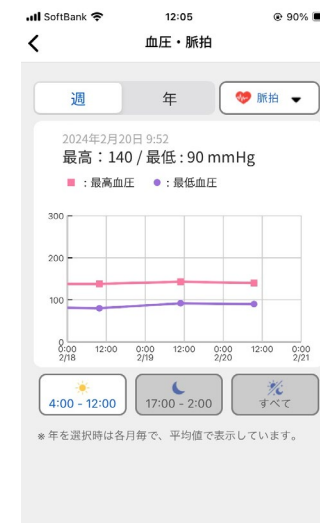 SoftBank 12:05 90%
血圧・脈拍
週 年 脈拍
2024年2月20日 9:52
最高：140 / 最低：90 mmHg
：最高血圧 ：最低血圧
300
200
100
0
0:00 12:00 0:00 12:00 0:00 12:00 0:00
2/18 2/19 2/20 2/21
4:00 - 12:00 17:00 - 2:00 すべて
※ 年を選択時は各月毎で、平均値で表示しています。